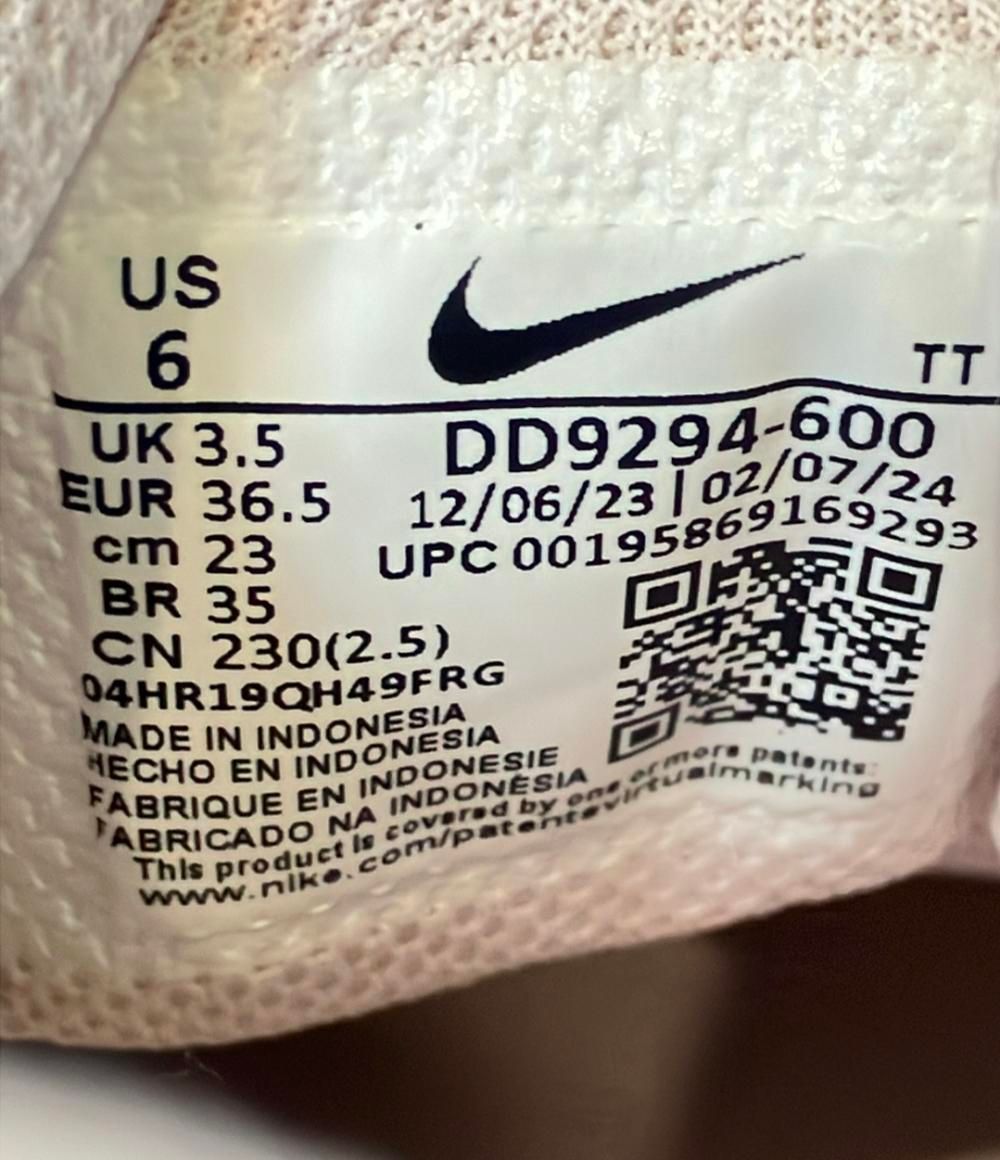 US
6
TT
UK 3.5
EUR 36.5
cm 23
BR 35
CN 230(2.5)
DD9294-600
12/06/23 | 02/07/24
UPC 00195869169293
04HR19QH49FRG
MADE IN INDONESIA
HECHO EN INDONESIA
FABRIQUE EN INDONESIE
FABRICADO NA INDONÉSIA
This product is covered by one or more patents:
www.nike.com/patentsvirtualmarking